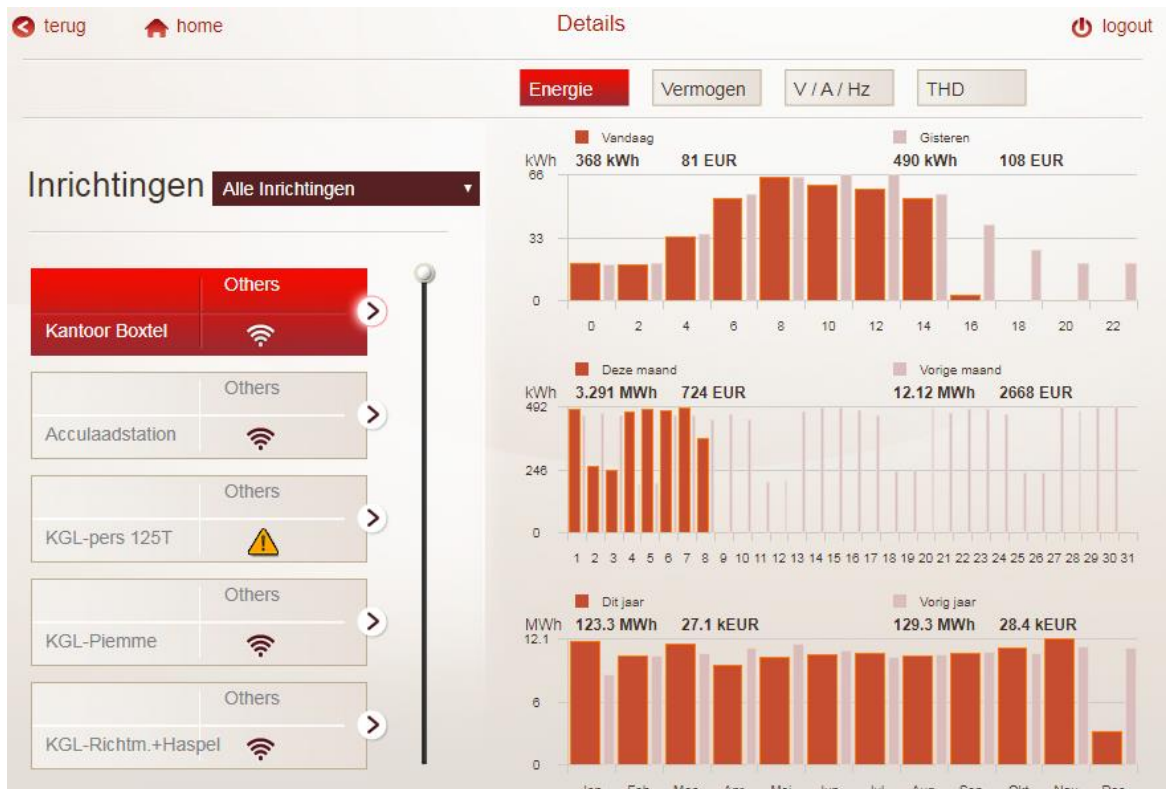 terug home Details logout
Energie Vermogen V / A / Hz THD
Inrichtingen Alle Inrichtingen
Others
Kantoor Boxtel
Others
Acculaadstation
Others
KGL-pers 125T
Others
KGL-Piemme
Others
KGL-Richtm.+Haspel
Vandaag Gisteren
kWh 368 kWh 81 EUR 490 kWh 108 EUR
66
33
0
0 2 4 6 8 10 12 14 16 18 20 22
Deze maand Vorige maand
kWh 3.291 MWh 724 EUR 12.12 MWh 2668 EUR
492
246
0
1 2 3 4 5 6 7 8 9 10 11 12 13 14 15 16 17 18 19 20 21 22 23 24 25 26 27 28 29 30 31
Dit jaar Vorig jaar
MWh 123.3 MWh 27.1 kEUR 129.3 MWh 28.4 kEUR
12.1
6
0